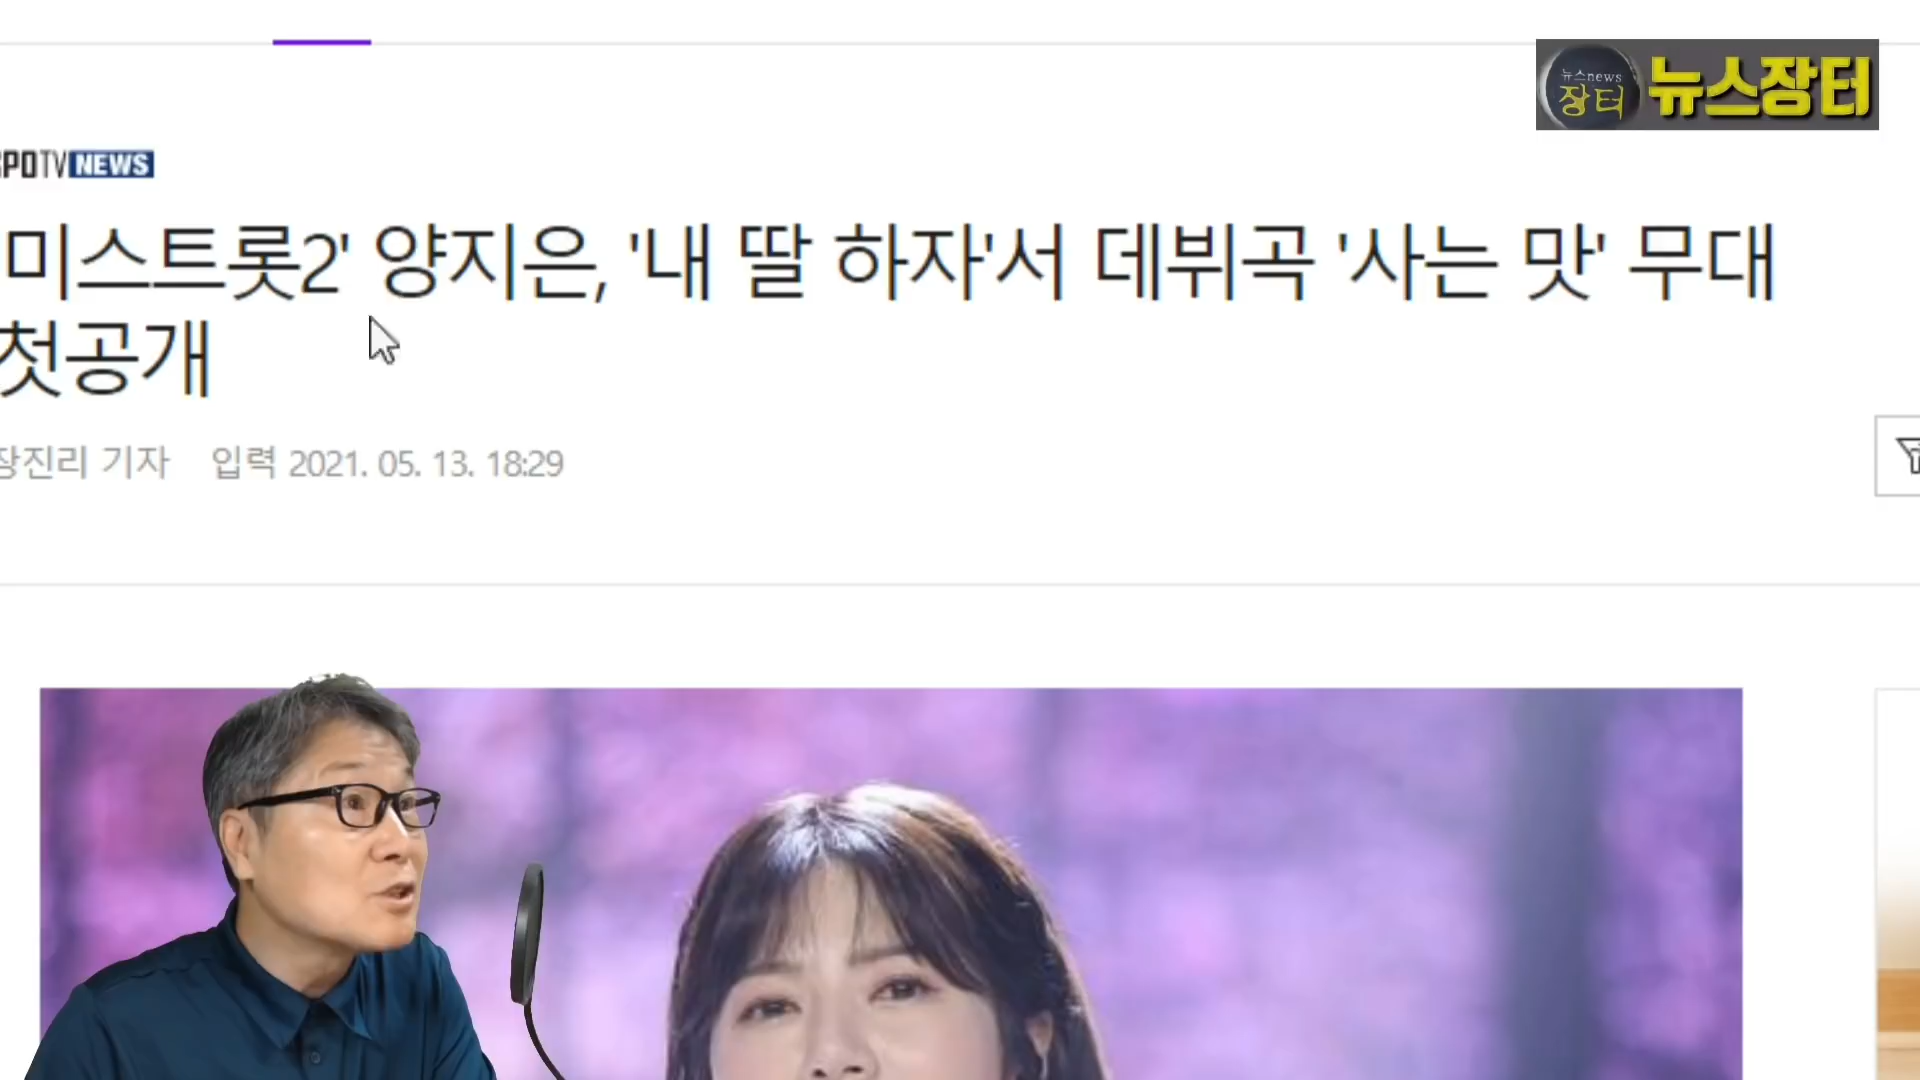 뉴스news
장터
뉴스장터
SPOTV NEWS
'미스트롯2' 양지은, '내 딸 하자'서 데뷔곡 '사는 맛' 무대
첫공개
장진리 기자 입력 2021. 05. 13. 18:29